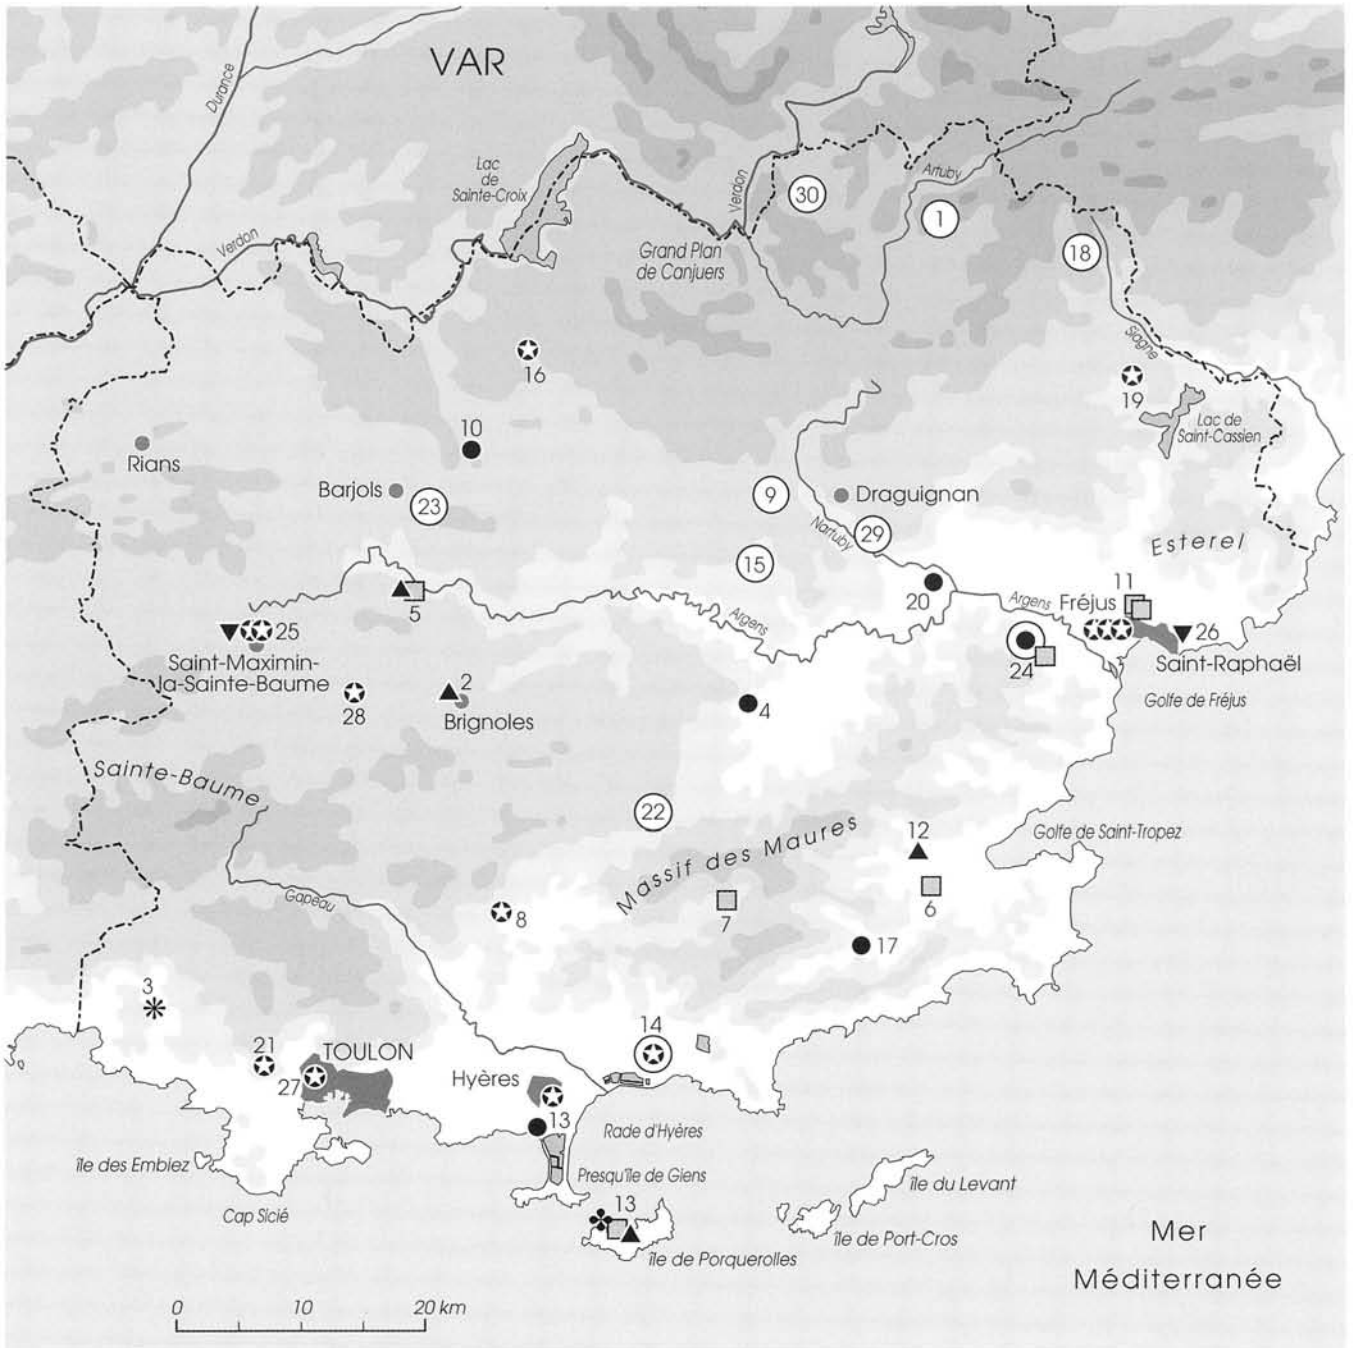 VAR
Durance
Lac
de
Sainte-Croix
Verdon
30
Artuby
1
Verdon
Grand Plan
de Canjuers
18
Siagne
16
19
Lac de
Saint-Cassien
10
Rians
Barjols
23
9
Draguignan
Nartuby
29
Esterel
15
5
20
Argens
Argens
11
Fréjus
25
26
Saint-Maximin-
-la-Sainte-Baume
24
Saint-Raphaël
2
28
Brignoles
4
Golfe de Fréjus
Sainte-Baume
22
12
Golfe de Saint-Tropez
Massif des Maures
Gapeau
8
7
6
17
3
14
21
TOULON
27
Hyères
13
Rade d'Hyères
île des Embiez
Presqu'île de Giens
île du Levant
Cap Sicié
13
île de Port-Cros
île de Porquerolles
Mer
Méditerranée
0 10 20 km